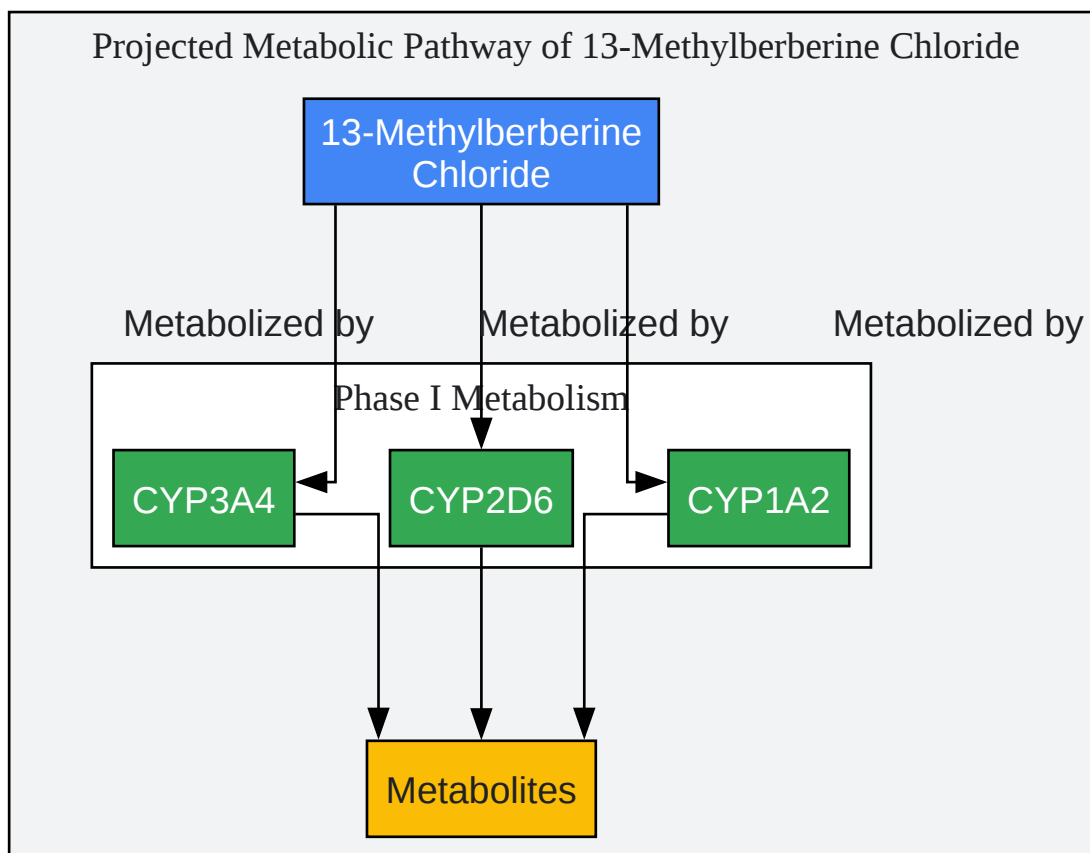 Projected Metabolic Pathway of 13-Methylberberine Chloride
13-Methylberberine
Chloride
Metabolized by
Metabolized by
Metabolized by
Phase I Metabolism
CYP3A4
CYP2D6
CYP1A2
Metabolites